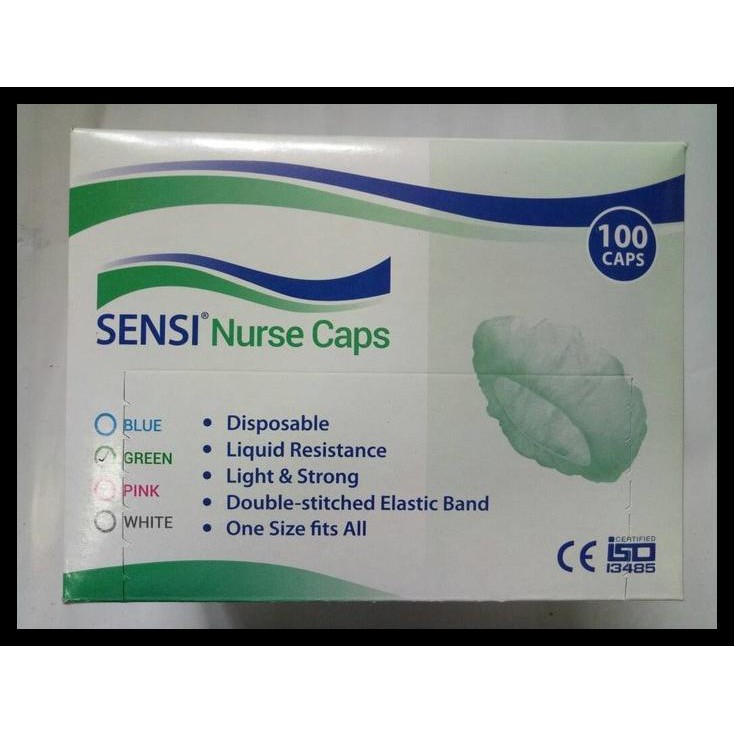 100
CAPS
SENSI® Nurse Caps
BLUE
GREEN
PINK
WHITE
• Disposable
• Liquid Resistance
• Light & Strong
• Double-stitched Elastic Band
• One Size fits All
CE
CERTIFIED
ISO
13485